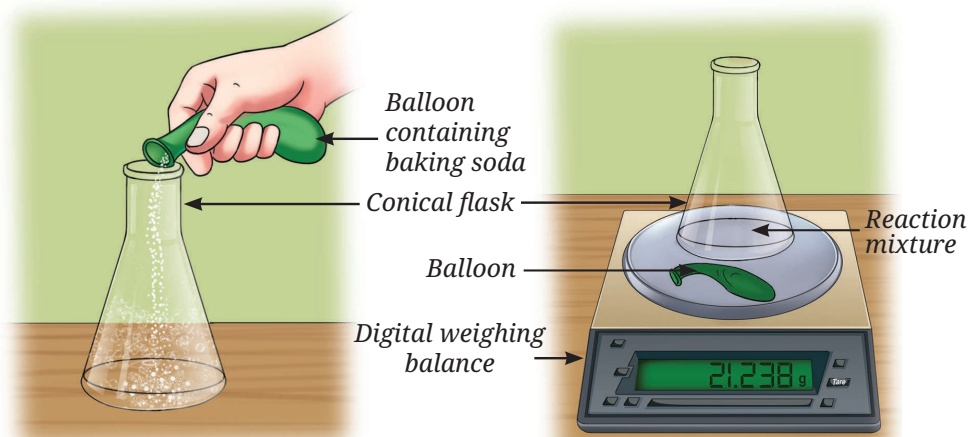 Balloon
containing
baking soda
Conical flask
Reaction
mixture
Balloon
Digital weighing
balance
21.238 g
Tare